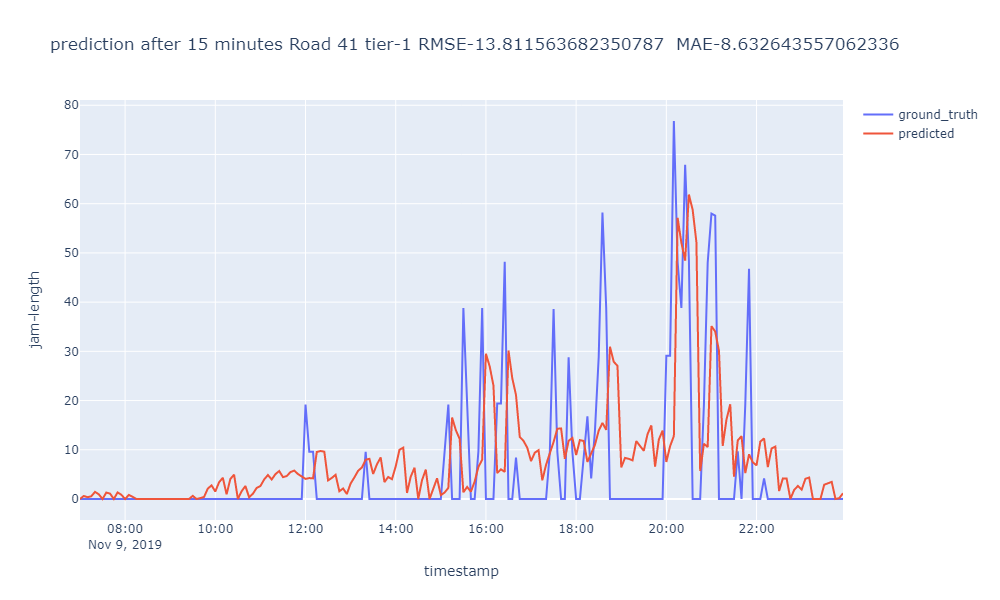 prediction after 15 minutes Road 41 tier-1 RMSE-13.811563682350787  MAE-8.632643557062336
ground_truth
predicted
80
70
60
50
40
30
20
10
0
jam-length
08:00 10:00 12:00 14:00 16:00 18:00 20:00 22:00
Nov 9, 2019
timestamp